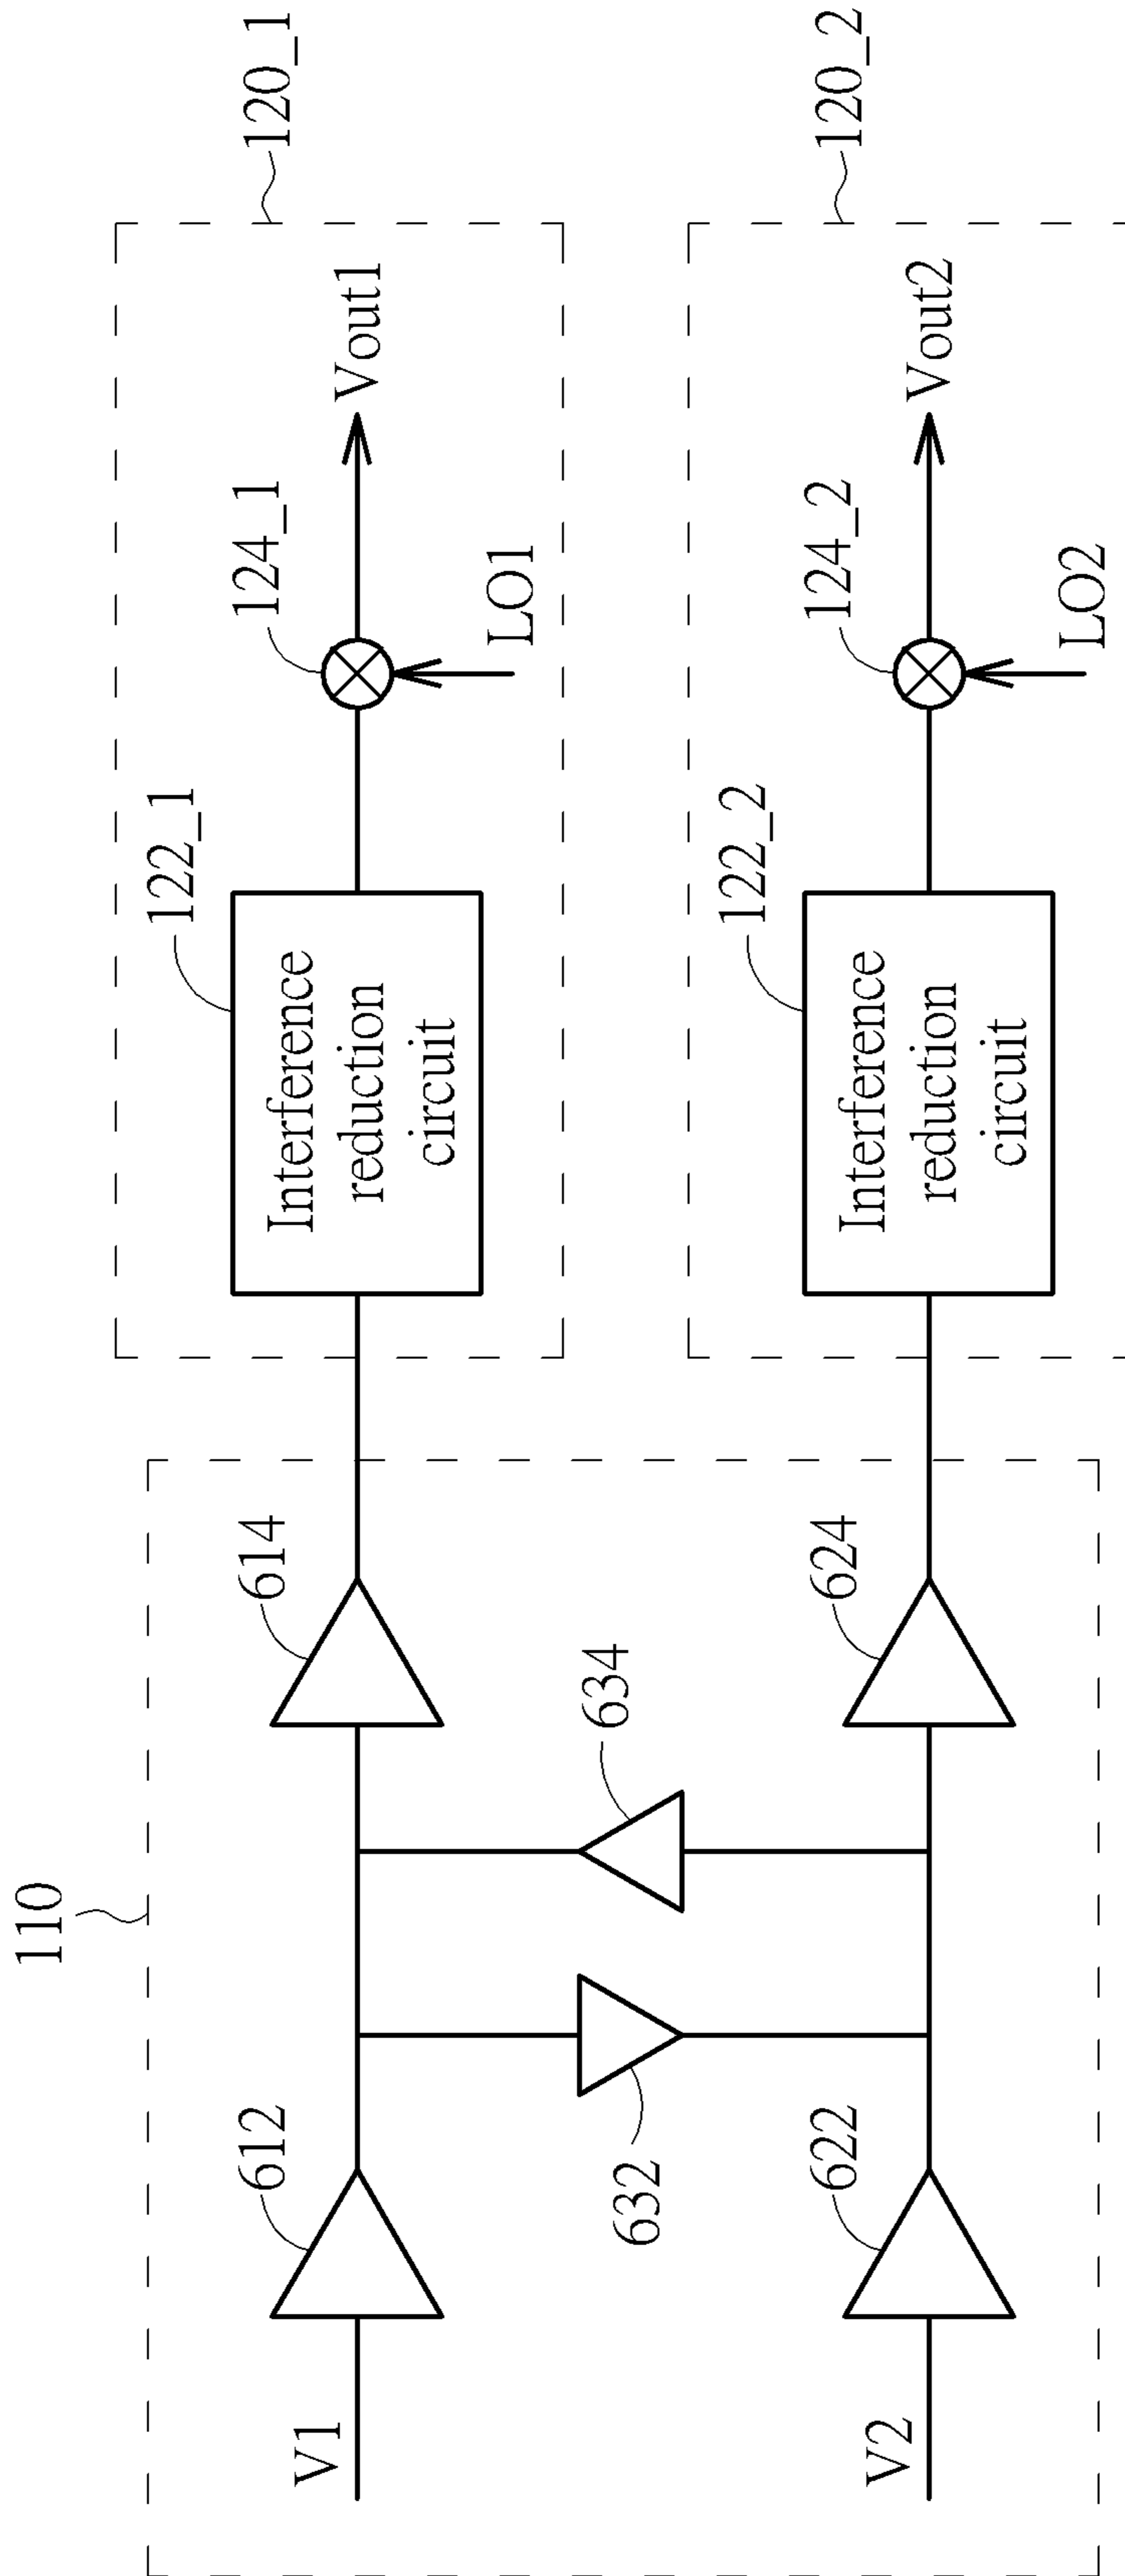 110
V1
612
614
632
634
V2
622
624
120_1
122_1
Interference
reduction
circuit
124_1
LO1
Vout1
120_2
122_2
Interference
reduction
circuit
124_2
LO2
Vout2